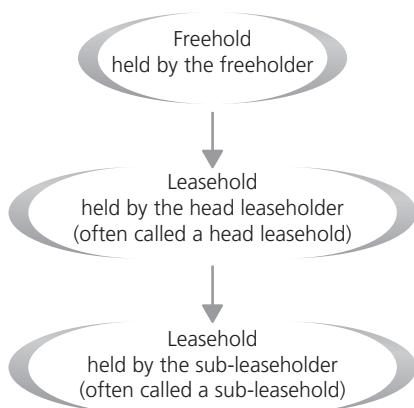 Freehold
held by the freeholder
Leasehold
held by the head leaseholder
(often called a head leasehold)
Leasehold
held by the sub-leaseholder
(often called a sub-leasehold)